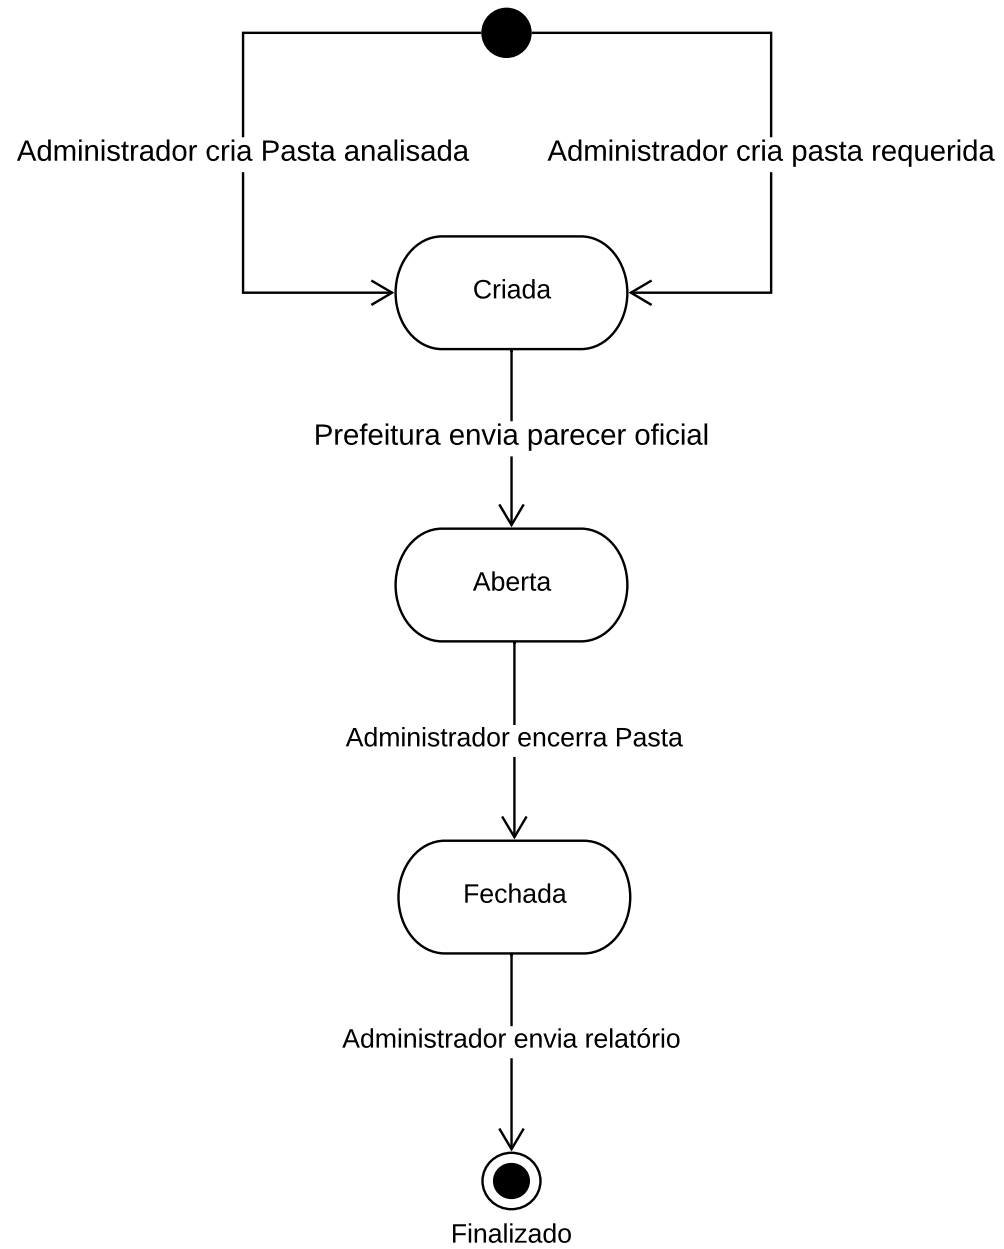 Administrador cria Pasta analisada
Administrador cria pasta requerida
Criada
Prefeitura envia parecer oficial
Aberta
Administrador encerra Pasta
Fechada
Administrador envia relatório
Finalizado